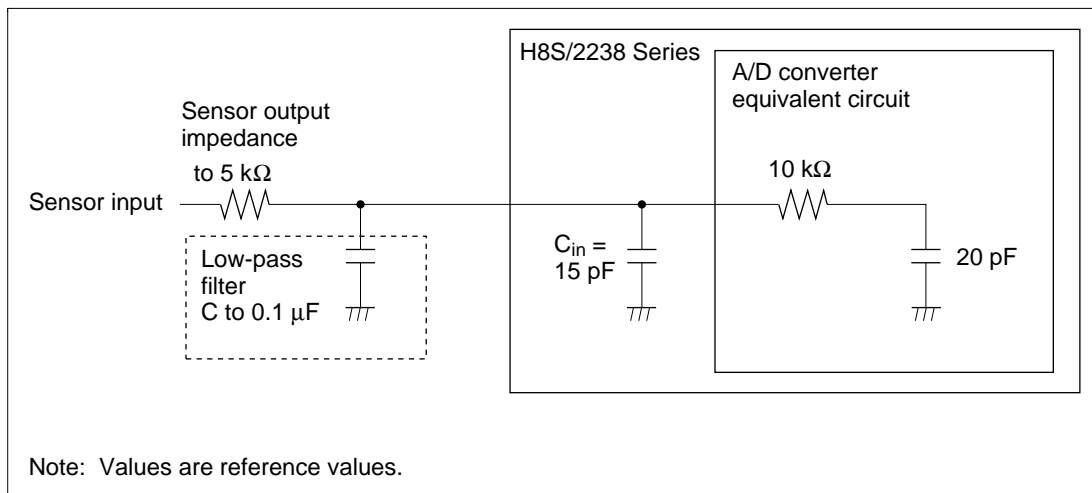 H8S/2238 Series
A/D converter
equivalent circuit
Sensor output
impedance
to 5 kΩ
10 kΩ
Sensor input
Low-pass
filter
C to 0.1 μF
Cin =
15 pF
20 pF
Note: Values are reference values.